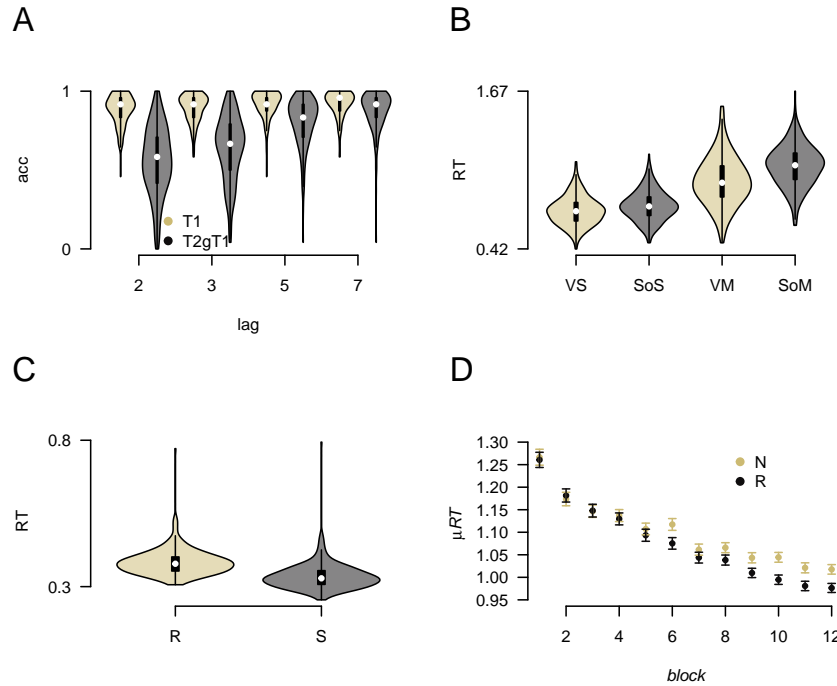 A
acc
1
0
T1
T2gT1
2 3 5 7
lag
B
RT
1.67
0.42
VS SoS VM SoM
C
RT
0.8
0.3
R S
D
μRT
1.30
1.25
1.20
1.15
1.10
1.05
1.00
0.95
N
R
2 4 6 8 10 12
block